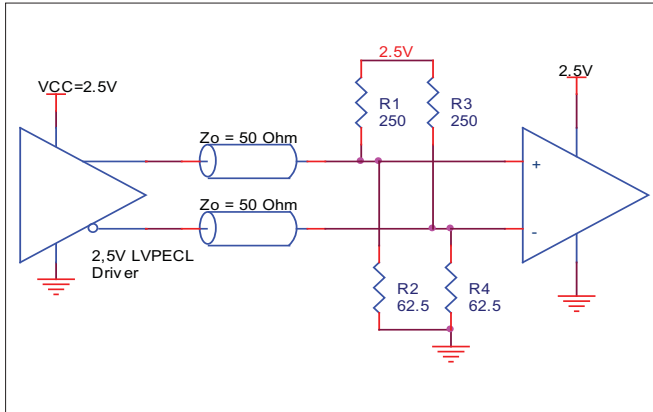 2.5V
VCC=2.5V
2.5V
R1
250
R3
250
Zo = 50 Ohm
+
Zo = 50 Ohm
-
2,5V LVPECL
Driver
R2
62.5
R4
62.5